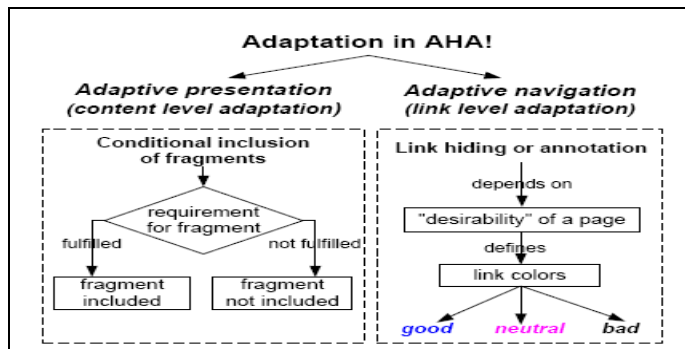 Adaptation in AHA!
Adaptive presentation
(content level adaptation)
Conditional inclusion
of fragments
requirement
for fragment
fulfilled
not fulfilled
fragment
included
fragment
not included
Adaptive navigation
(link level adaptation)
Link hiding or annotation
depends on
"desirability" of a page
defines
link colors
good
neutral
bad